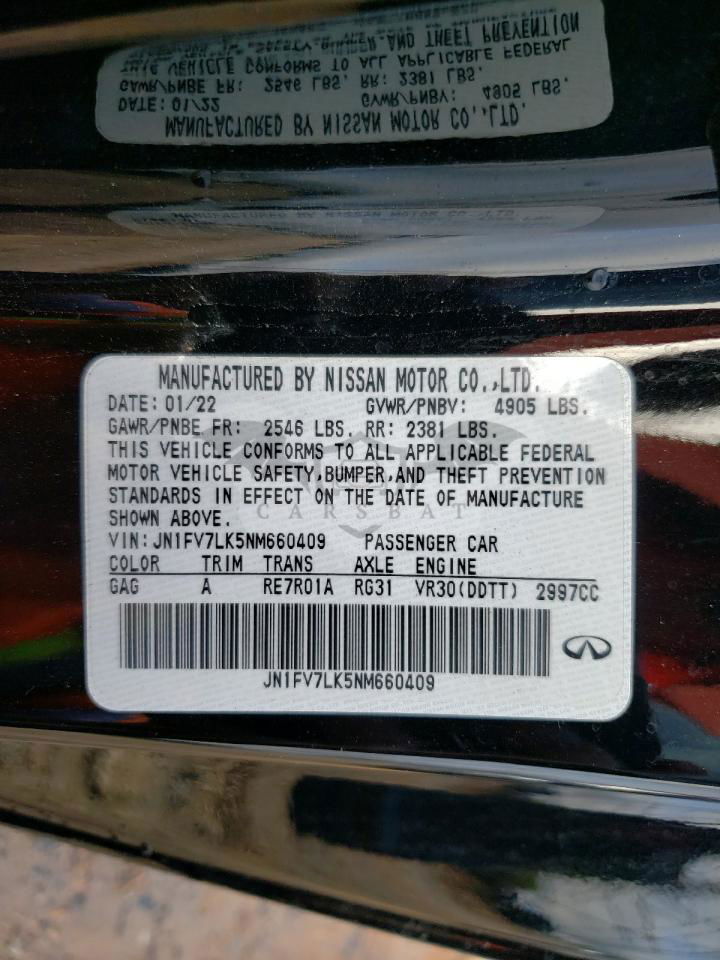 MANUFACTURED BY NISSAN MOTOR CO.,LTD.
DATE: 01/22 GVWR/PNBV: 4905 LBS.
GAWR/PNBE FR: 2546 LBS. RR: 2381 LBS.
THIS VEHICLE CONFORMS TO ALL APPLICABLE FEDERAL
MOTOR VEHICLE SAFETY,BUMPER,AND THEFT PREVENTION
STANDARDS IN EFFECT ON THE DATE OF MANUFACTURE
SHOWN ABOVE.
CARSBAT
VIN:JN1FV7LK5NM660409 PASSENGER CAR
COLOR TRIM TRANS AXLE ENGINE
GAG A RE7R01A RG31 VR30(DDTT) 2997CC
JN1FV7LK5NM660409